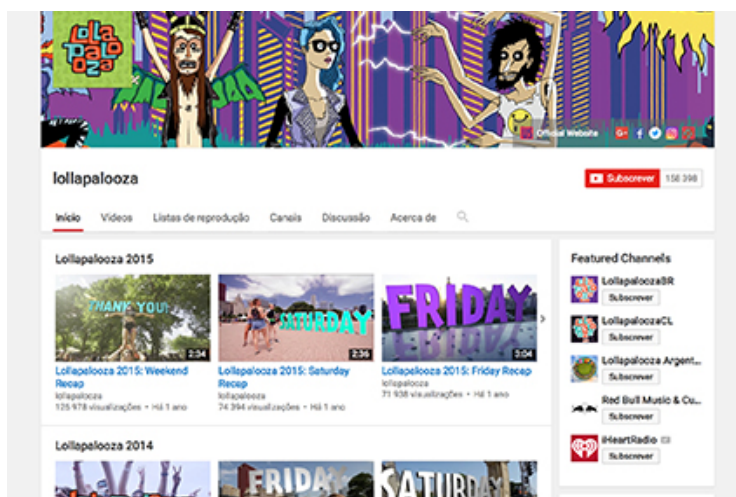 lolla
palo
oza
Official Website
lollapalooza
Subscrever 158 398
Início Vídeos Listas de reprodução Canais Discussão Acerca de
Lollapalooza 2015
THANK YOU!
2:34
SATURDAY
2:36
FRIDAY
3:04
Lollapalooza 2015: Weekend
Recap
lollapalooza
125 978 visualizações • Há 1 ano
Lollapalooza 2015: Saturday
Recap
lollapalooza
74 394 visualizações • Há 1 ano
Lollapalooza 2015: Friday Recap
lollapalooza
71 938 visualizações • Há 1 ano
Lollapalooza 2014
FRIDAY
SATURDAY
Featured Channels
LollapaloozaBR
Subscrever
LollapaloozaCL
Subscrever
Lollapalooza Argent...
Subscrever
Red Bull Music & Cu...
Subscrever
iHeartRadio
Subscrever